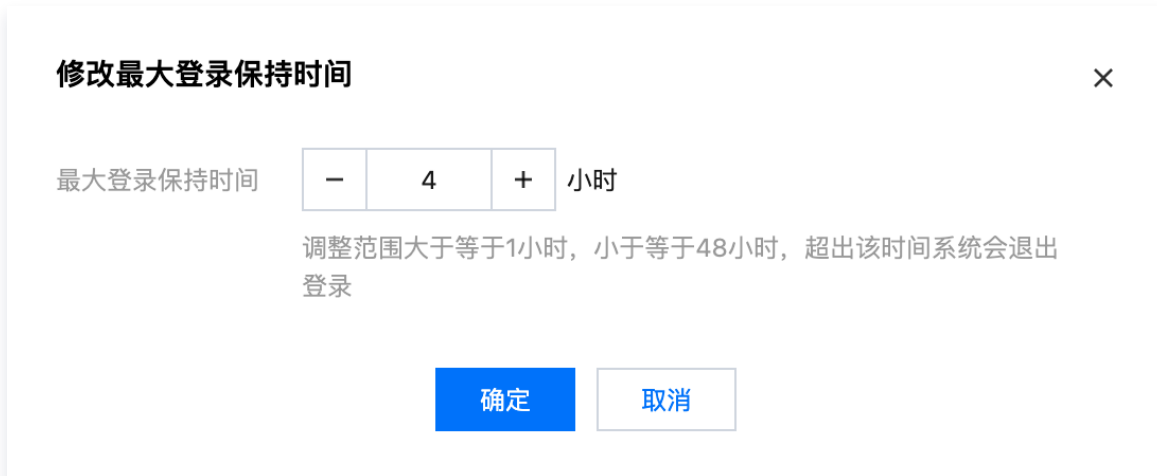 修改最大登录保持时间
最大登录保持时间 − 4 + 小时
调整范围大于等于1小时，小于等于48小时，超出该时间系统会退出
登录
确定 取消